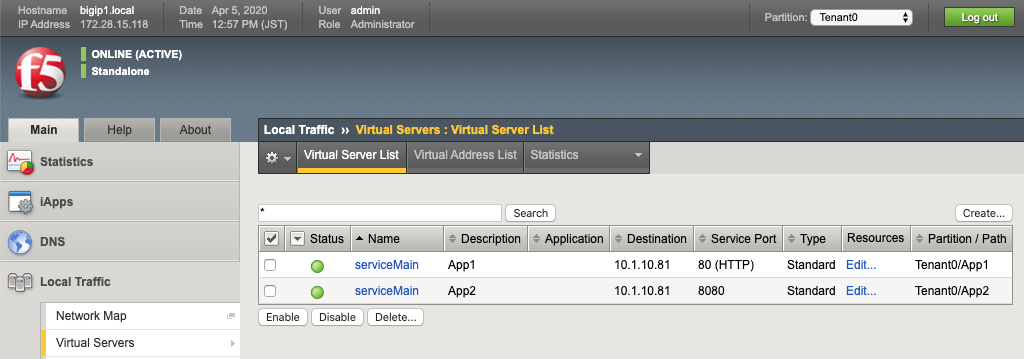 Hostname bigip1.local Date Apr 5, 2020 User admin
IP Address 172.28.15.118 Time 12:57 PM (JST) Role Administrator
Partition: Tenant0 Log out
f5
ONLINE (ACTIVE)
Standalone
Main Help About
Local Traffic ›› Virtual Servers : Virtual Server List
Virtual Server List Virtual Address List Statistics
Statistics
iApps
DNS
Local Traffic
Network Map
Virtual Servers
* Search Create...
Status Name Description Application Destination Service Port Type Resources Partition / Path
serviceMain App1 10.1.10.81 80 (HTTP) Standard Edit... Tenant0/App1
serviceMain App2 10.1.10.81 8080 Standard Edit... Tenant0/App2
Enable Disable Delete...